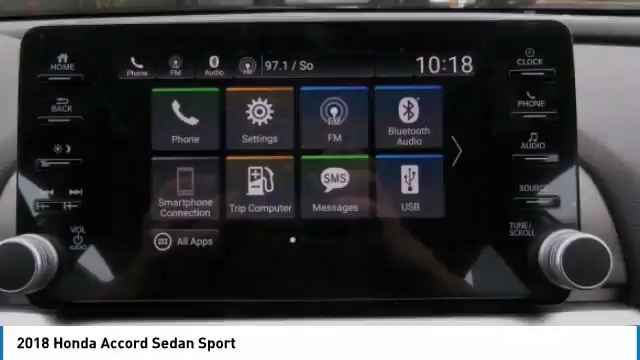 HOME
Phone
FM
Audio
97.1 / So
10:18
CLOCK
BACK
PHONE
Phone
Settings
FM
Bluetooth
Audio
AUDIO
Smartphone
Connection
Trip Computer
SMS
Messages
USB
SOURCE
VOL
AUDIO
All Apps
TUNE/
SCROLL
2018 Honda Accord Sedan Sport